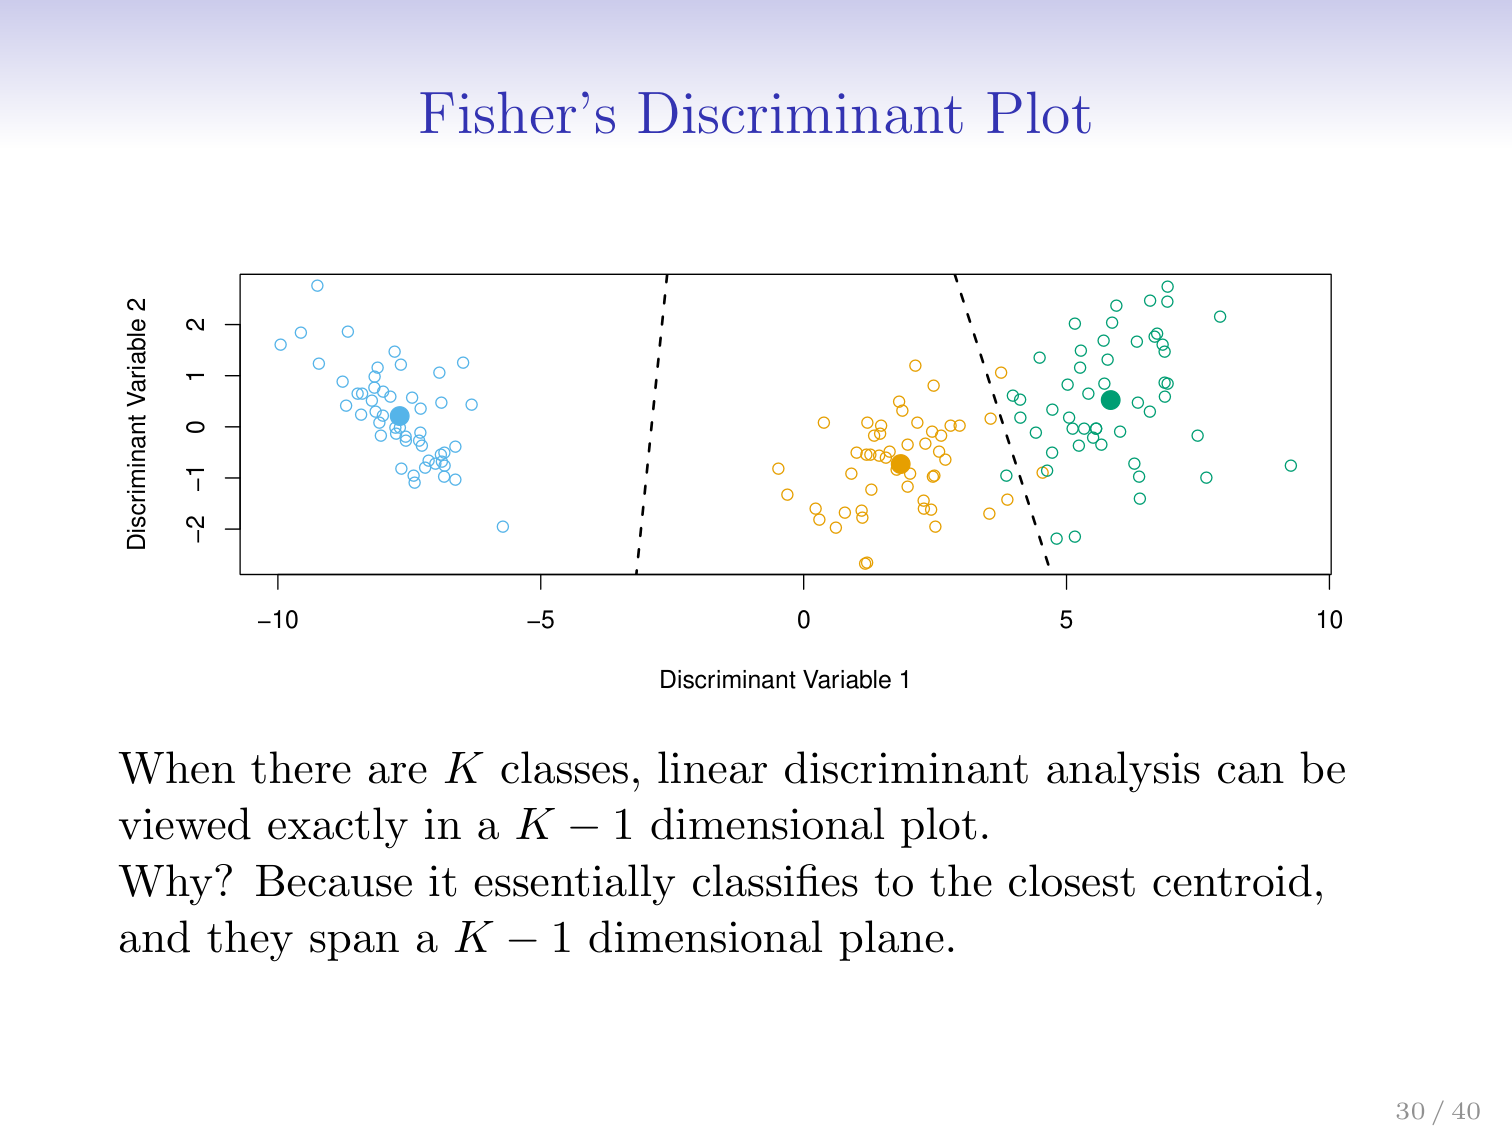 Fisher's Discriminant Plot
Discriminant Variable 2
2
1
0
−1
−2
−10 −5 0 5 10
Discriminant Variable 1
When there are K classes, linear discriminant analysis can be
viewed exactly in a K − 1 dimensional plot.
Why? Because it essentially classifies to the closest centroid,
and they span a K − 1 dimensional plane.
30 / 40